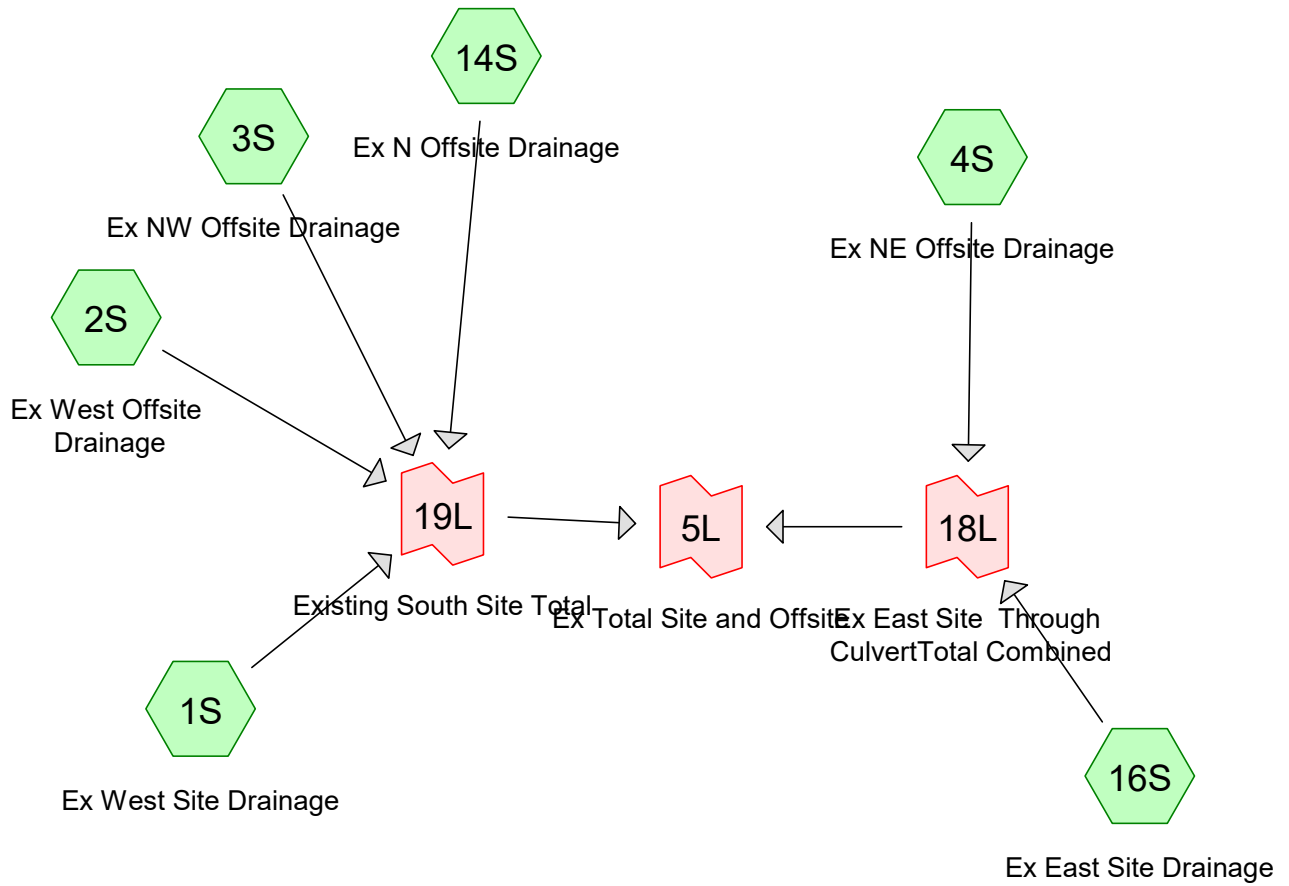 14S
Ex N Offsite Drainage
3S
Ex NW Offsite Drainage
4S
Ex NE Offsite Drainage
2S
Ex West Offsite
Drainage
19L
Existing South Site Total
5L
Ex Total Site and Offsite
18L
Ex East Site  Through
CulvertTotal Combined
1S
Ex West Site Drainage
16S
Ex East Site Drainage